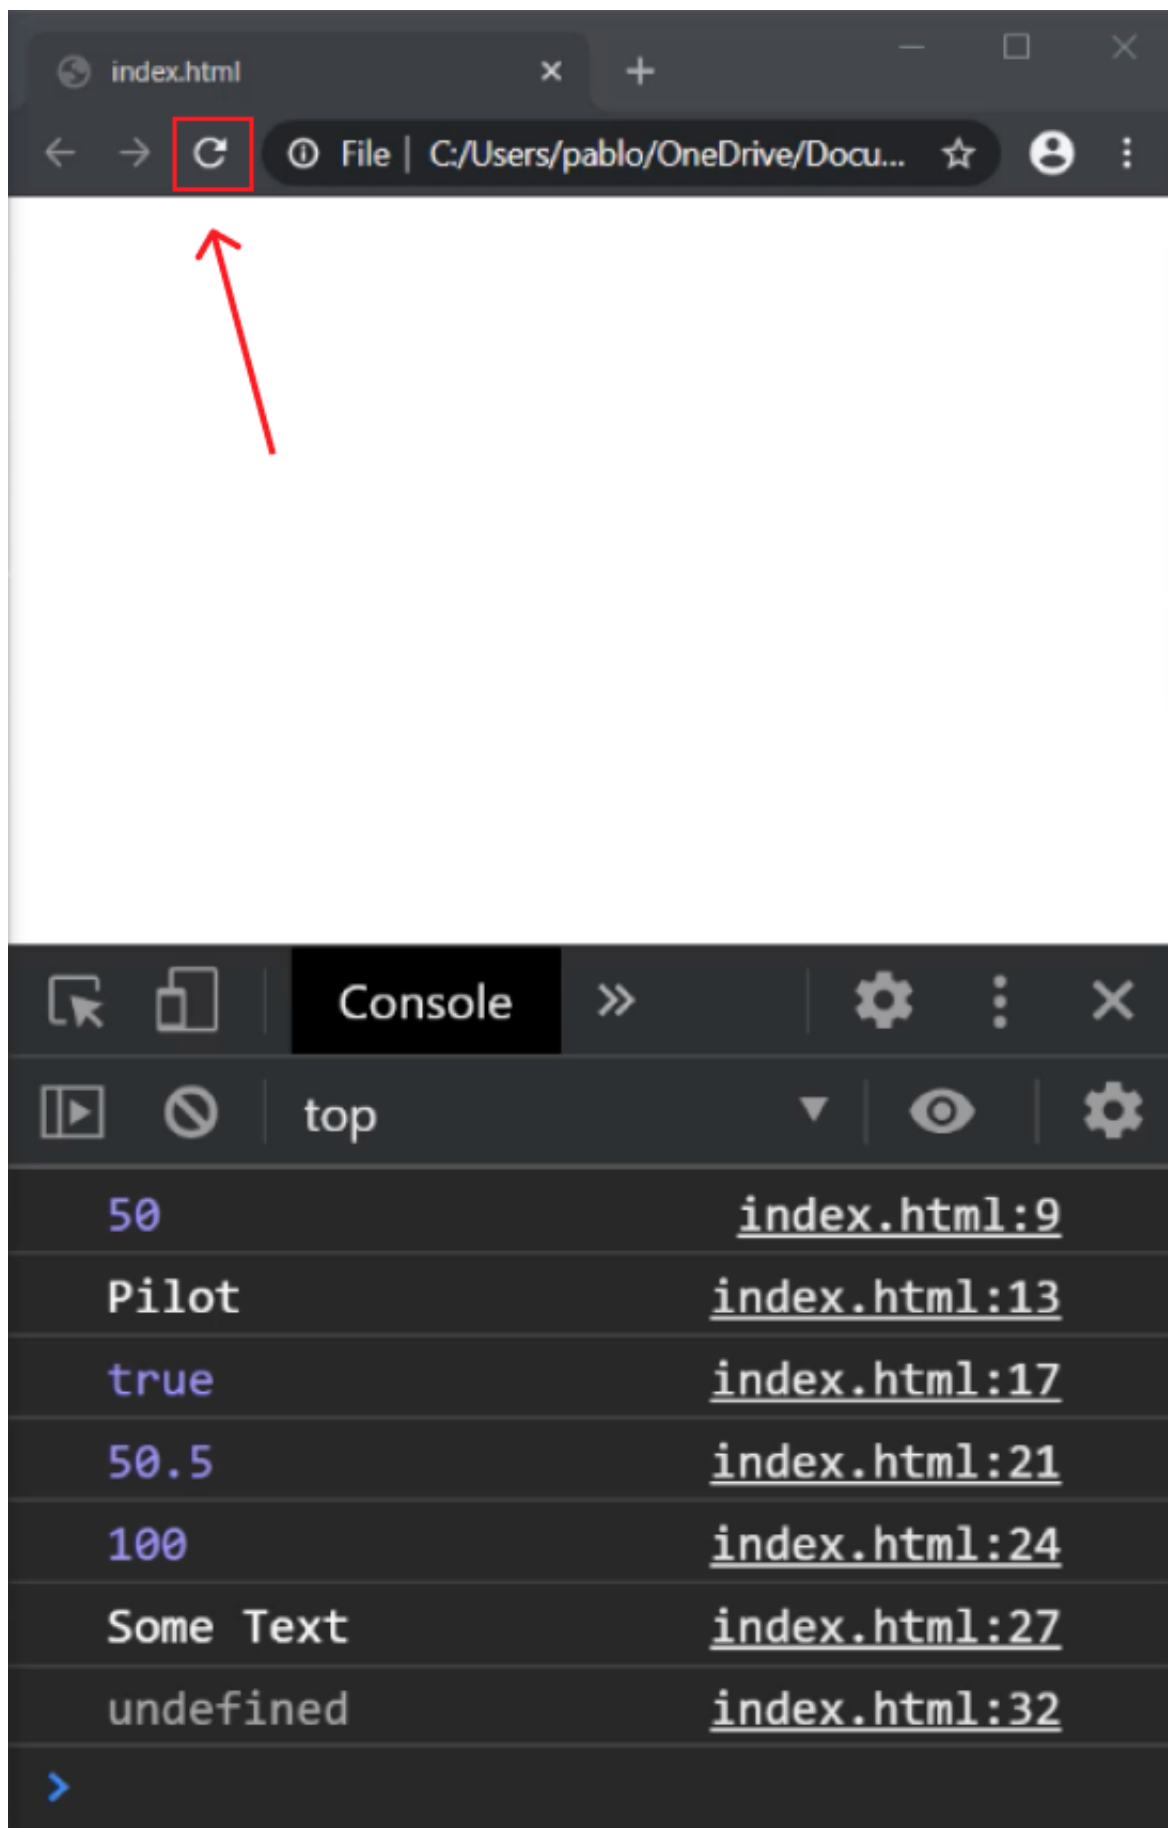 index.html
File | C:/Users/pablo/OneDrive/Docu...
Console
top
50 index.html:9
Pilot index.html:13
true index.html:17
50.5 index.html:21
100 index.html:24
Some Text index.html:27
undefined index.html:32